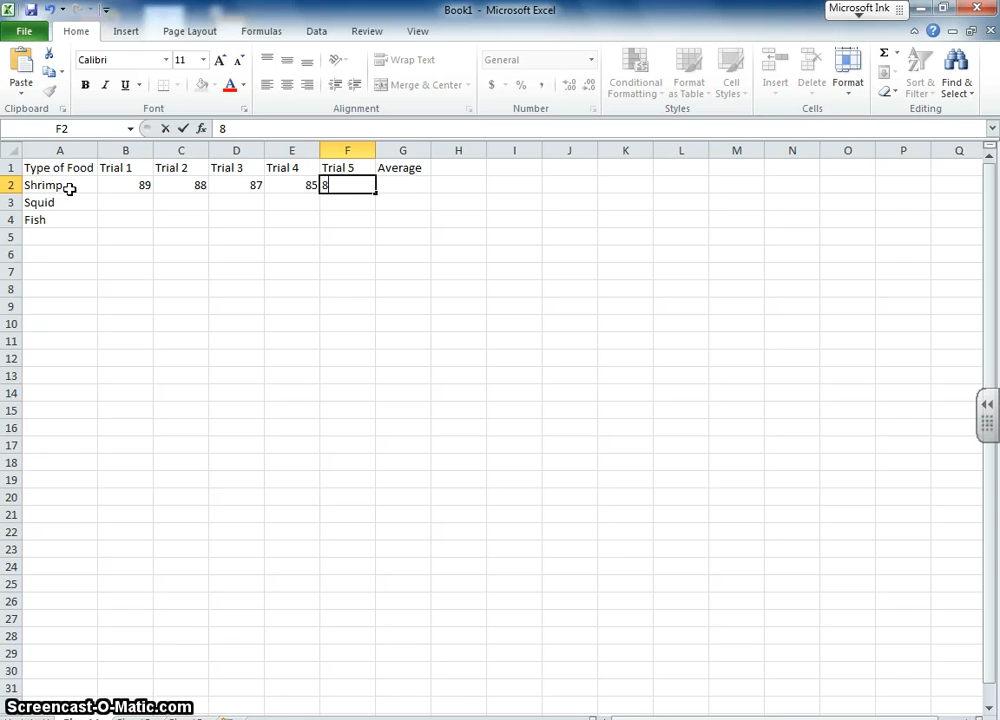 Book1 - Microsoft Excel
Microsoft Ink
File Home Insert Page Layout Formulas Data Review View
Calibri 11 Wrap Text General Σ
Paste B I U A Merge & Center $ % , Conditional Formatting Format as Table Cell Styles Insert Delete Format Sort & Filter Find & Select
Clipboard Font Alignment Number Styles Cells Editing
F2 fx 8
A B C D E F G H I J K L M N O P Q
1 Type of Food Trial 1 Trial 2 Trial 3 Trial 4 Trial 5 Average
2 Shrimp 89 88 87 85 8
3 Squid
4 Fish
5
6
7
8
9
10
11
12
13
14
15
16
17
18
19
20
21
22
23
24
25
26
27
28
29
30
31
Screencast-O-Matic.com